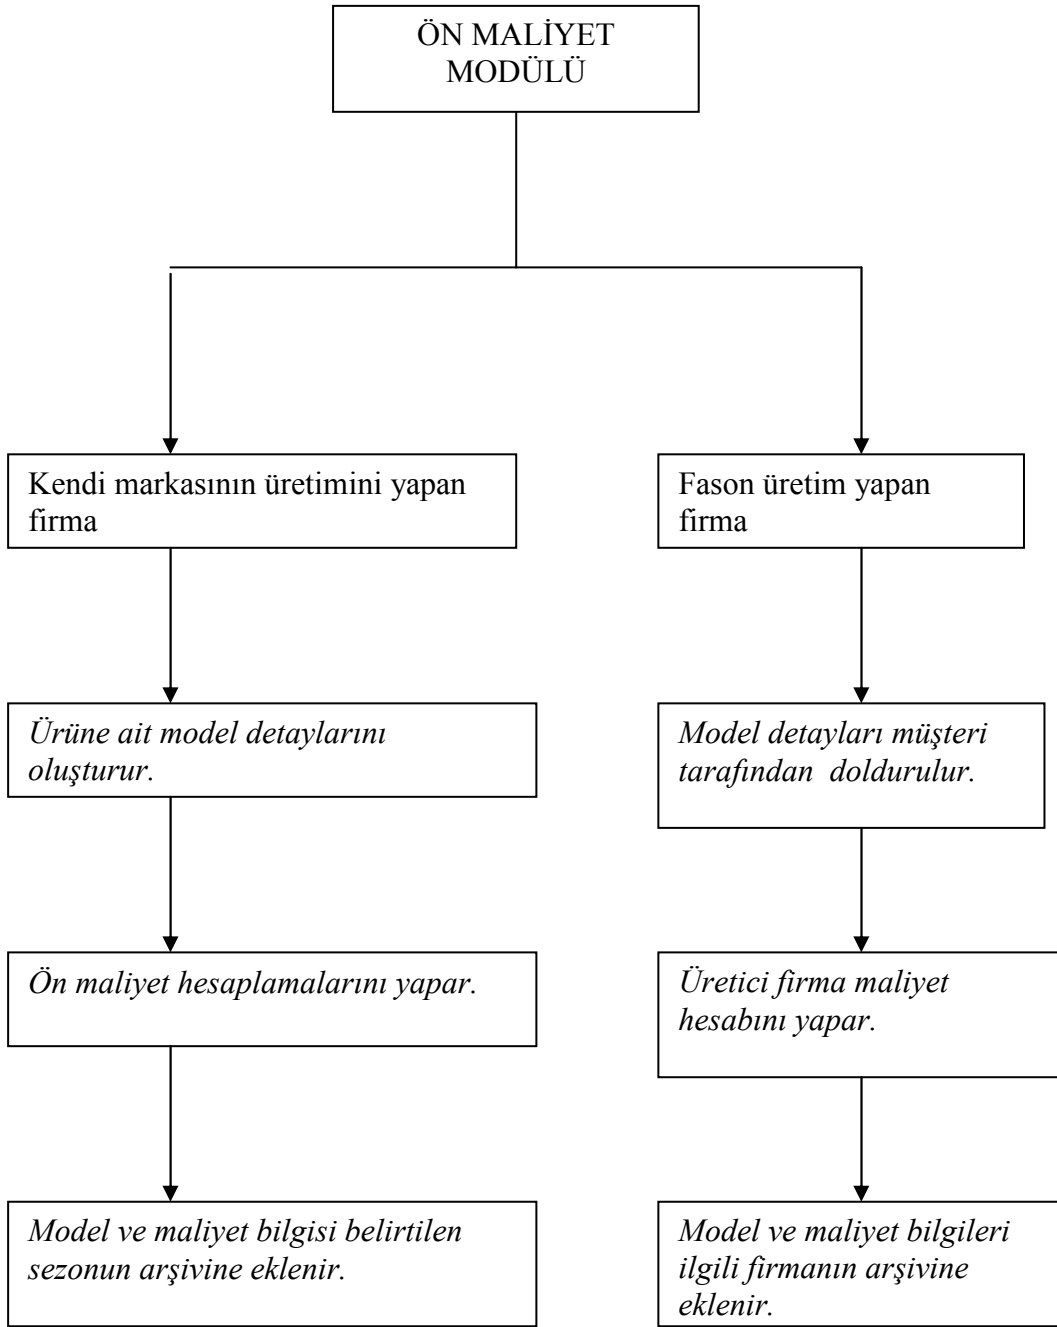 ÖN MALİYET
MODÜLÜ
Kendi markasının üretimini yapan
firma
Fason üretim yapan
firma
Ürüne ait model detaylarını
oluşturur.
Model detayları müşteri
tarafından  doldurulur.
Ön maliyet hesaplamalarını yapar.
Üretici firma maliyet
hesabını yapar.
Model ve maliyet bilgisi belirtilen
sezonun arşivine eklenir.
Model ve maliyet bilgileri
ilgili firmanın arşivine
eklenir.